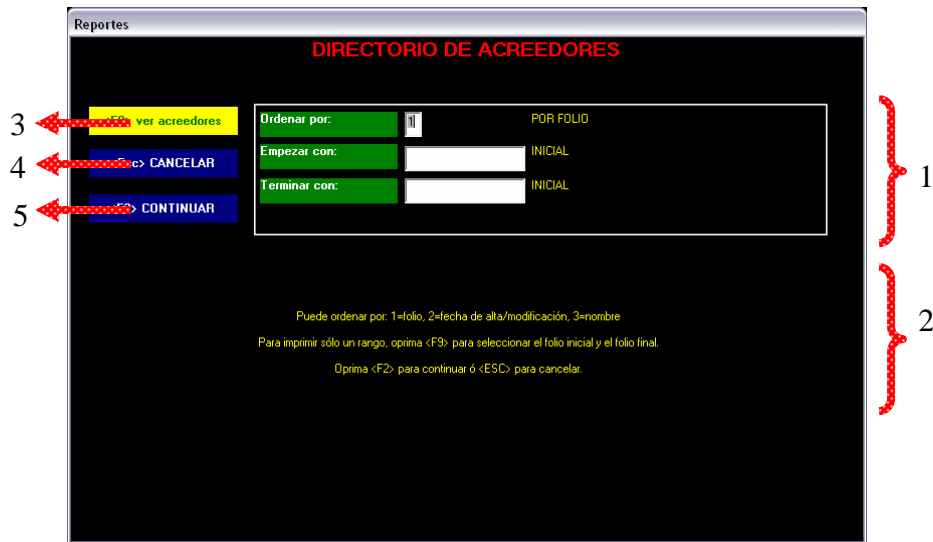 Reportes
DIRECTORIO DE ACREEDORES
3
ver acreedores
Ordenar por:
1
POR FOLIO
4
CANCELAR
Empezar con:
INICIAL
1
Terminar con:
INICIAL
5
CONTINUAR
2
Puede ordenar por: 1=folio, 2=fecha de alta/modificación, 3=nombre
Para imprimir sólo un rango, oprima <F9> para seleccionar el folio inicial y el folio final.
Oprima <F2> para continuar ó <ESC> para cancelar.